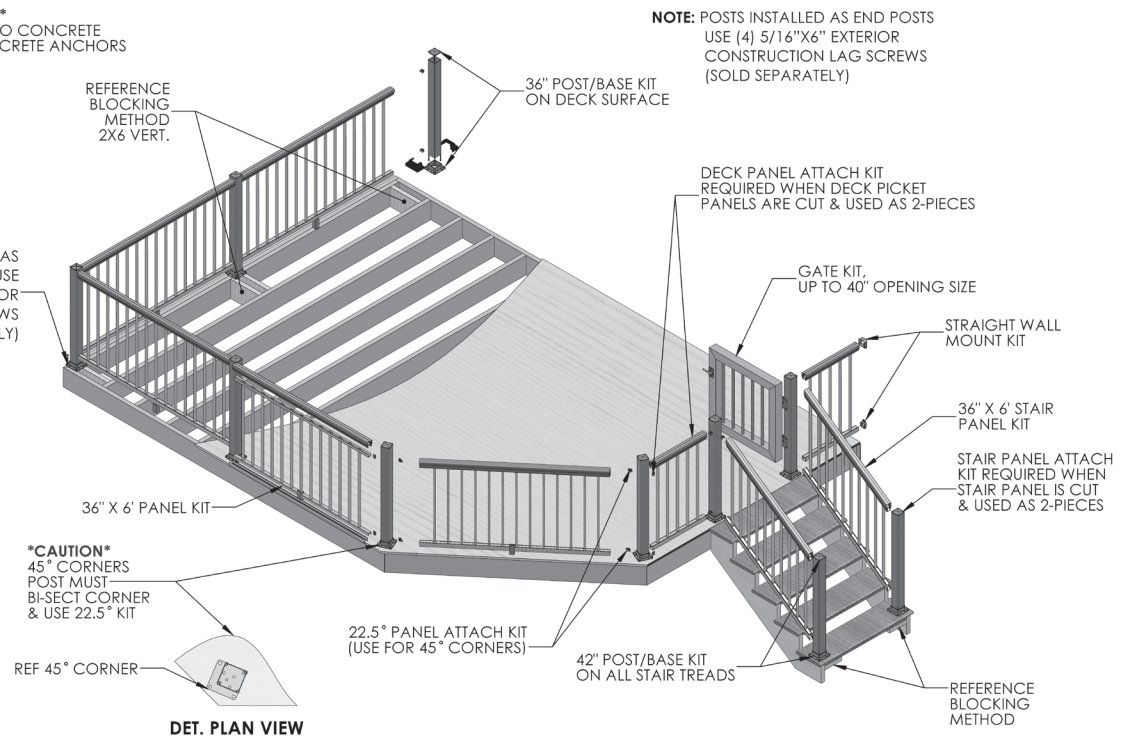 *
O CONCRETE
CRETE ANCHORS
NOTE: POSTS INSTALLED AS END POSTS
USE (4) 5/16"X6" EXTERIOR
CONSTRUCTION LAG SCREWS
(SOLD SEPARATELY)
REFERENCE
BLOCKING
METHOD
2X6 VERT.
36" POST/BASE KIT
ON DECK SURFACE
DECK PANEL ATTACH KIT
REQUIRED WHEN DECK PICKET
PANELS ARE CUT & USED AS 2-PIECES
AS
USE
OR
WS
LY)
GATE KIT,
UP TO 40" OPENING SIZE
STRAIGHT WALL
MOUNT KIT
36" X 6' STAIR
PANEL KIT
STAIR PANEL ATTACH
KIT REQUIRED WHEN
STAIR PANEL IS CUT
& USED AS 2-PIECES
36" X 6' PANEL KIT
*CAUTION*
45° CORNERS
POST MUST
BI-SECT CORNER
& USE 22.5° KIT
22.5° PANEL ATTACH KIT
(USE FOR 45° CORNERS)
42" POST/BASE KIT
ON ALL STAIR TREADS
REF 45° CORNER
REFERENCE
BLOCKING
METHOD
DET. PLAN VIEW